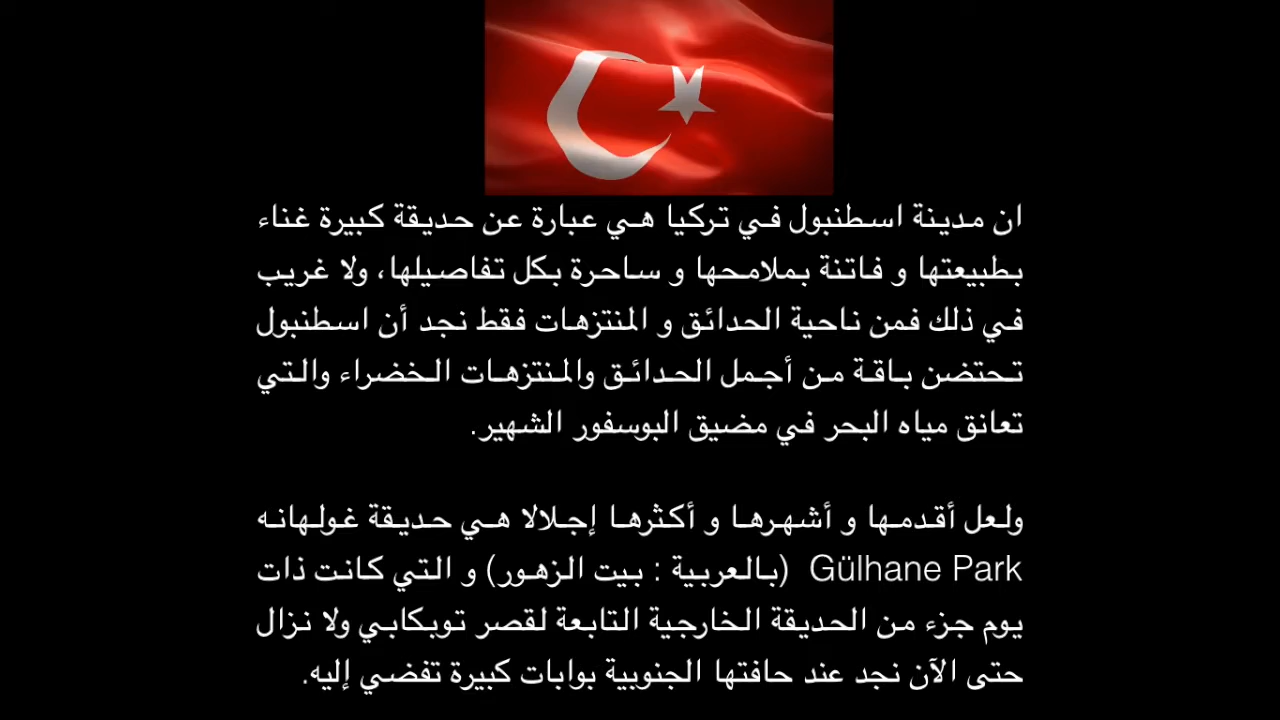 ان مدينة اسطنبول في تركيا هي عبارة عن حديقة كبيرة غناء
بطبيعتها و فاتنة بملامحها و ساحرة بكل تفاصيلها، ولا غريب
في ذلك فمن ناحية الحدائق و المنتزهات فقط نجد أن اسطنبول
تحتضن باقة من أجمل الحدائق والمنتزهات الخضراء والتي
تعانق مياه البحر في مضيق البوسفور الشهير.
ولعل أقدمها و أشهرها و أكثرها إجلالا هي حديقة غولهانه
Gülhane Park (بالعربية : بيت الزهور) و التي كانت ذات
يوم جزء من الحديقة الخارجية التابعة لقصر توبكابي ولا نزال
حتى الآن نجد عند حافتها الجنوبية بوابات كبيرة تفضي إليه.